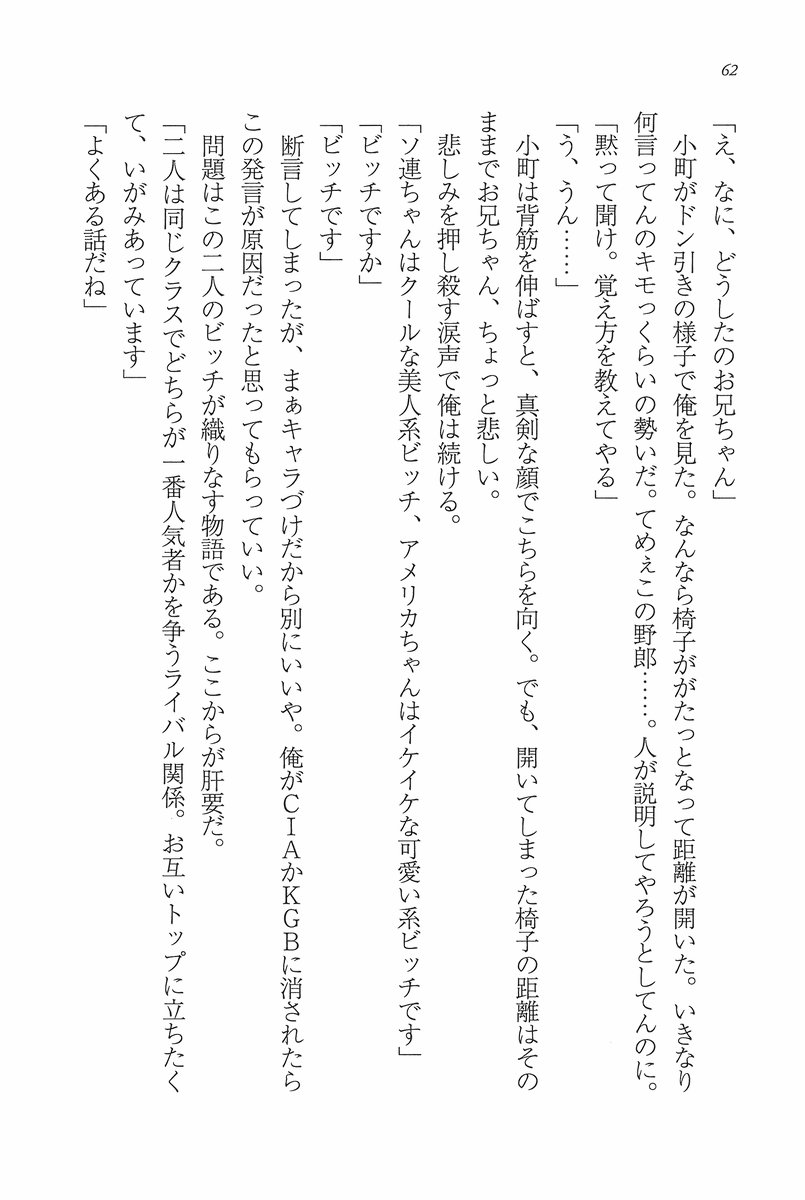 62
「え、なに、どうしたのお兄ちゃん」
　小町がドン引きの様子で俺を見た。なんなら椅子ががたっとなって距離が開いた。いきなり
何言ってんのキモっくらいの勢いだ。てめぇこの野郎……。人が説明してやろうとしてんのに。
「黙って聞け。覚え方を教えてやる」
「う、うん……」
　小町は背筋を伸ばすと、真剣な顔でこちらを向く。でも、開いてしまった椅子の距離はその
ままでお兄ちゃん、ちょっと悲しい。
　悲しみを押し殺す涙声で俺は続ける。
「ソ連ちゃんはクールな美人系ビッチ、アメリカちゃんはイケイケな可愛い系ビッチです」
「ビッチですか」
「ビッチです」
　断言してしまったが、まぁキャラづけだから別にいいや。俺がＣＩＡかＫＧＢに消されたら
この発言が原因だったと思ってもらっていい。
　問題はこの二人のビッチが織りなす物語である。ここからが肝要だ。
「二人は同じクラスでどちらが一番人気者かを争うライバル関係。お互いトップに立ちたく
て、いがみあっています」
「よくある話だね」